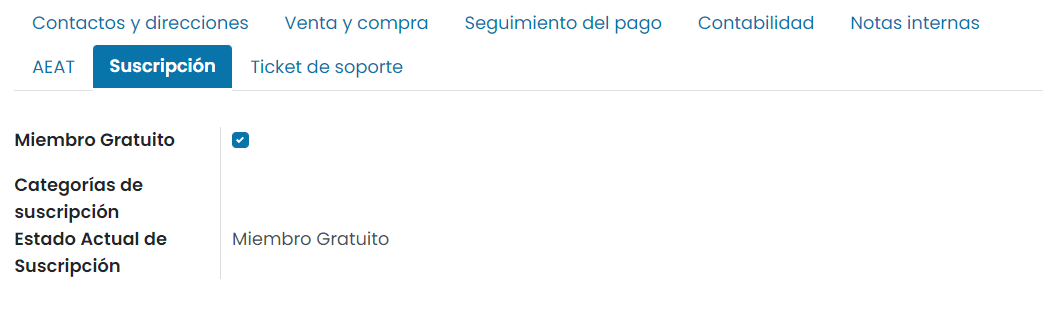 Contactos y direcciones Venta y compra Seguimiento del pago Contabilidad Notas internas
AEAT Suscripción Ticket de soporte
Miembro Gratuito
Categorías de
suscripción
Estado Actual de Miembro Gratuito
Suscripción